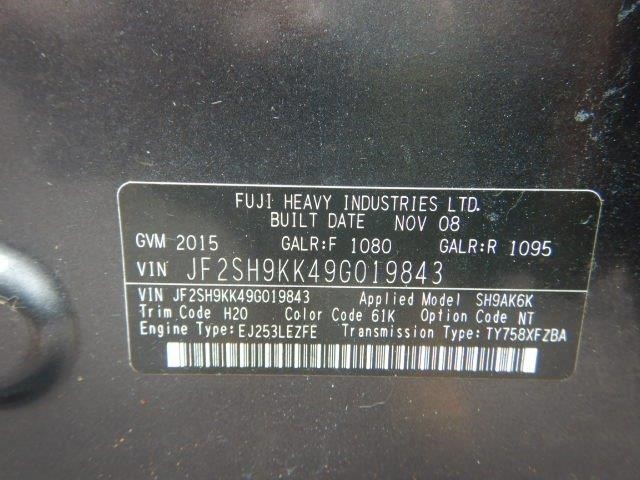 FUJI HEAVY INDUSTRIES LTD.
BUILT DATE NOV 08
GVM 2015 GALR:F 1080 GALR:R 1095
VIN JF2SH9KK49G019843
VIN JF2SH9KK49G019843 Applied Model SH9AK6K
Trim Code H20 Color Code 61K Option Code NT
Engine Type:EJ253LEZFE Transmission Type:TY758XFZBA